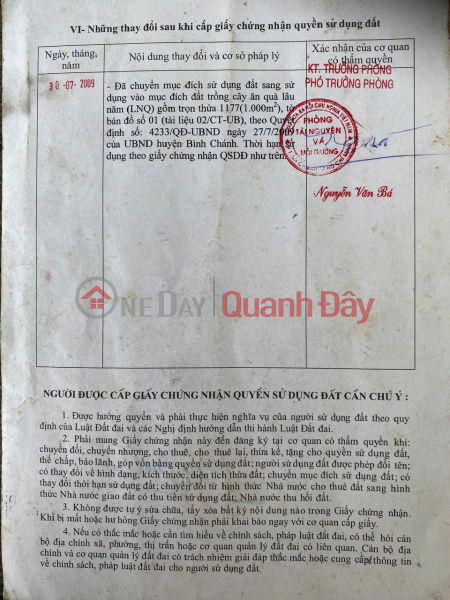 VI- Những thay đổi sau khi cấp giấy chứng nhận quyền sử dụng đất
Ngày, tháng, năm
Nội dung thay đổi và cơ sở pháp lý
Xác nhận của cơ quan có thẩm quyền
30-07-2009
- Đã chuyển mục đích sử dụng đất sang sử
dụng vào mục đích đất trồng cây ăn quả lâu
năm (LNQ) gồm trọn thửa 1177(1.000m²), tờ
bản đồ số 01 (tài liệu 02/CT-UB), theo Quyết
định số: 4233/QĐ-UBND ngày 27/7/2009
của UBND huyện Bình Chánh. Thời hạn sử
dụng theo giấy chứng nhận QSDĐ như trên.
KT. TRƯỞNG PHÒNG
PHÓ TRƯỞNG PHÒNG
PHÒNG
TÀI NGUYÊN
VÀ
MÔI TRƯỜNG
Nguyễn Văn Bá
ONEDAY Quanh Đây
NGƯỜI ĐƯỢC CẤP GIẤY CHỨNG NHẬN QUYỀN SỬ DỤNG ĐẤT CẦN CHÚ Ý :
1. Được hưởng quyền và phải thực hiện nghĩa vụ của người sử dụng đất theo quy
định của Luật Đất đai và các Nghị định hướng dẫn thi hành Luật Đất đai.
2. Phải mang Giấy chứng nhận này đến đăng ký tại cơ quan có thẩm quyền khi:
chuyển đổi, chuyển nhượng, cho thuê, cho thuê lại, thừa kế, tặng cho quyền sử dụng đất,
thế chấp, bảo lãnh, góp vốn bằng quyền sử dụng đất; người sử dụng đất được phép đổi tên;
có thay đổi về hình dạng, kích thước, diện tích thửa đất; chuyển mục đích sử dụng đất; có
thay đổi thời hạn sử dụng đất; chuyển đổi từ hình thức Nhà nước cho thuê đất sang hình
thức Nhà nước giao đất có thu tiền sử dụng đất; Nhà nước thu hồi đất.
3. Không được tự ý sửa chữa, tẩy xóa bất kỳ nội dung nào trong Giấy chứng nhận.
Khi bị mất hoặc hư hỏng Giấy chứng nhận phải khai báo ngay với cơ quan cấp giấy.
4. Nếu có thắc mắc hoặc cần tìm hiểu về chính sách, pháp luật đất đai, có thể hỏi cán
bộ địa chính xã, phường, thị trấn hoặc cơ quan quản lý đất đai có liên quan. Cán bộ địa
chính và cơ quan quản lý đất đai có trách nhiệm giải đáp thắc mắc hoặc cung cấp thông tin
về chính sách, pháp luật đất đai cho người sử dụng đất.